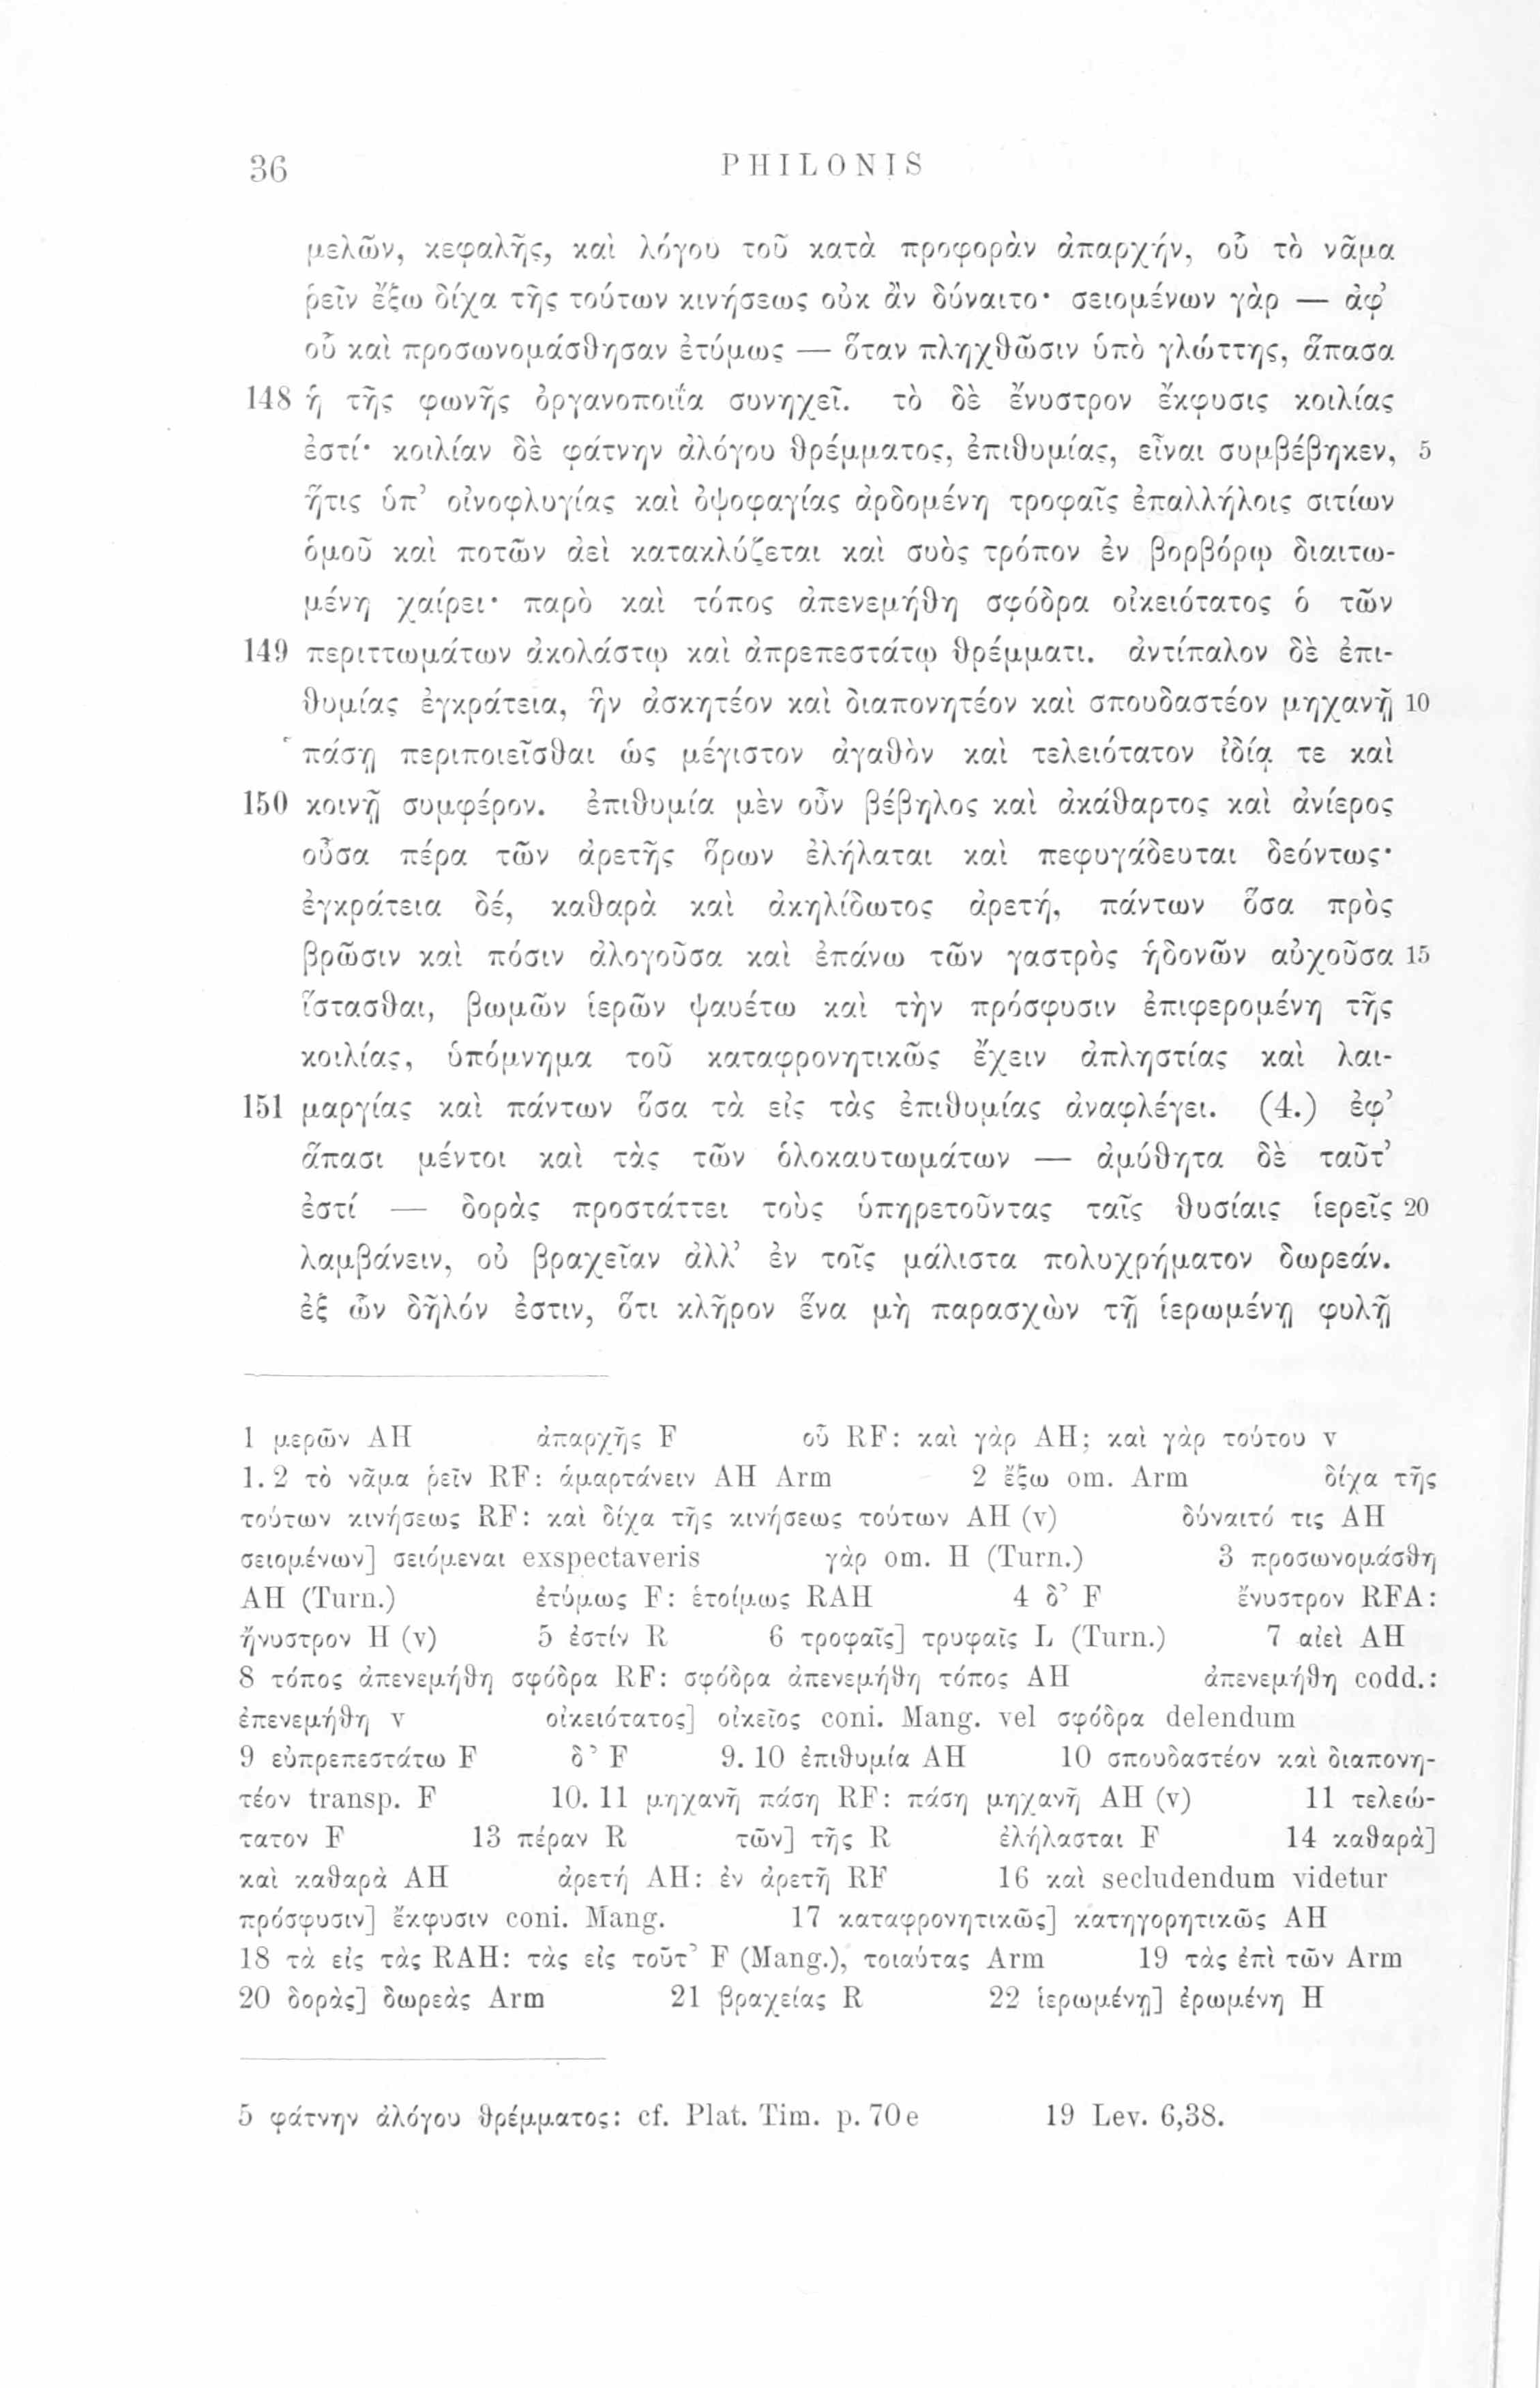 36 PHILONIS
μελῶν, κεφαλῆς, καὶ λόγου τοῦ κατὰ προφορὰν ἀπαρχήν, οὗ τὸ νᾶμα
ῥεῖν ἔξω δίχα τῆς τούτων κινήσεως οὐκ ἂν δύναιτο· σειομένων γὰρ — ἀφ’
οὗ καὶ προσωνομάσθησαν ἐτύμως — ὅταν πληχθῶσιν ὑπὸ γλώττης, ἅπασα
148 ἡ τῆς φωνῆς ὀργανοποιΐα συνηχεῖ. τὸ δὲ ἔνυστρον ἔκφυσις κοιλίας
ἐστί· κοιλίαν δὲ φάτνην ἀλόγου θρέμματος, ἐπιθυμίας, εἶναι συμβέβηκεν, 5
ἥτις ὑπ’ οἰνοφλυγίας καὶ ὀψοφαγίας ἀρδομένη τροφαῖς ἐπαλλήλοις σιτίων
ὁμοῦ καὶ ποτῶν ἀεὶ κατακλύζεται καὶ συὸς τρόπον ἐν βορβόρῳ διαιτω-
μένη χαίρει· παρὸ καὶ τόπος ἀπενεμήθη σφόδρα οἰκειότατος ὁ τῶν
149 περιττωμάτων ἀκολάστῳ καὶ ἀπρεπεστάτῳ θρέμματι. ἀντίπαλον δὲ ἐπι-
θυμίας ἐγκράτεια, ἣν ἀσκητέον καὶ διαπονητέον καὶ σπουδαστέον μηχανῇ 10
πάσῃ περιποιεῖσθαι ὡς μέγιστον ἀγαθὸν καὶ τελειότατον ἰδίᾳ τε καὶ
150 κοινῇ συμφέρον. ἐπιθυμία μὲν οὖν βέβηλος καὶ ἀκάθαρτος καὶ ἀνίερος
οὖσα πέρα τῶν ἀρετῆς ὅρων ἐλήλαται καὶ πεφυγάδευται δεόντως·
ἐγκράτεια δέ, καθαρὰ καὶ ἀκηλίδωτος ἀρετή, πάντων ὅσα πρὸς
βρῶσιν καὶ πόσιν ἀλογοῦσα καὶ ἐπάνω τῶν γαστρὸς ἡδονῶν αὐχοῦσα 15
ἵστασθαι, βωμῶν ἱερῶν ψαυέτω καὶ τὴν πρόσφυσιν ἐπιφερομένη τῆς
κοιλίας, ὑπόμνημα τοῦ καταφρονητικῶς ἔχειν ἀπληστίας καὶ λαι-
151 μαργίας καὶ πάντων ὅσα τὰ εἰς τὰς ἐπιθυμίας ἀναφλέγει. (4.) ἐφ’
ἅπασι μέντοι καὶ τὰς τῶν ὁλοκαυτωμάτων — ἀμύθητα δὲ ταῦτ’
ἐστί — δορὰς προστάττει τοὺς ὑπηρετοῦντας ταῖς θυσίαις ἱερεῖς 20
λαμβάνειν, οὐ βραχεῖαν ἀλλ’ ἐν τοῖς μάλιστα πολυχρήματον δωρεάν.
ἐξ ὧν δῆλόν ἐστιν, ὅτι κλῆρον ἕνα μὴ παρασχὼν τῇ ἱερωμένῃ φυλῇ
1 μερῶν AH ἀπαρχῆς F οὗ RF: καὶ γὰρ AH; καὶ γὰρ τούτου v
1. 2 τὸ νᾶμα ῥεῖν RF: ἁμαρτάνειν AH Arm 2 ἔξω om. Arm δίχα τῆς
τούτων κινήσεως RF: καὶ δίχα τῆς κινήσεως τούτων AH (v) δύναιτό τις AH
σειομένων] σειόμεναι exspectaveris γὰρ om. H (Turn.) 3 προσωνομάσθη
AH (Turn.) ἐτύμως F: ἑτοίμως RAH 4 δ’ F ἔνυστρον RFA:
ἤνυστρον H (v) 5 ἐστίν R 6 τροφαῖς] τρυφαῖς L (Turn.) 7 αἰεὶ AH
8 τόπος ἀπενεμήθη σφόδρα RF: σφόδρα ἀπενεμήθη τόπος AH ἀπενεμήθη codd.:
ἐπενεμήθη v οἰκειότατος] οἰκεῖος coni. Mang. vel σφόδρα delendum
9 εὐπρεπεστάτω F δ’ F 9. 10 ἐπιθυμία AH 10 σπουδαστέον καὶ διαπονη-
τέον transp. F 10. 11 μηχανῇ πάσῃ RF: πάσῃ μηχανῇ AH (v) 11 τελεώ-
τατον F 13 πέραν R τῶν] τῆς R ἐλήλασται F 14 καθαρὰ]
καὶ καθαρὰ AH ἀρετή AH: ἐν ἀρετῇ RF 16 καὶ secludendum videtur
πρόσφυσιν] ἔκφυσιν coni. Mang. 17 καταφρονητικῶς] κατηγορητικῶς AH
18 τὰ εἰς τὰς RAH: τὰς εἰς τοῦτ’ F (Mang.), τοιαύτας Arm 19 τὰς ἐπὶ τῶν Arm
20 δορὰς] δωρεὰς Arm 21 βραχείας R 22 ἱερωμένῃ] ἐρωμένη H
5 φάτνην ἀλόγου θρέμματος: cf. Plat. Tim. p. 70e 19 Lev. 6,38.